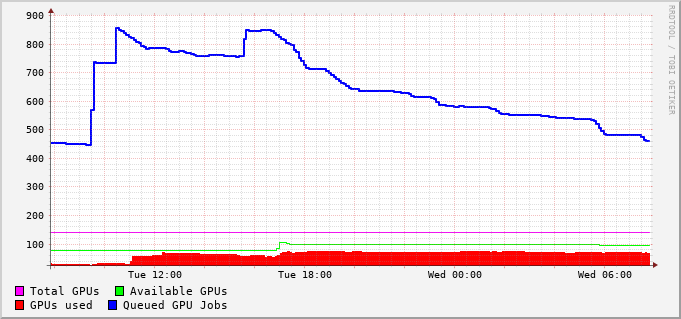 900
800
700
600
500
400
300
200
100
Tue 12:00 Tue 18:00 Wed 00:00 Wed 06:00
Total GPUs Available GPUs
GPUs used Queued GPU Jobs
RRDTOOL / TOBI OETIKER